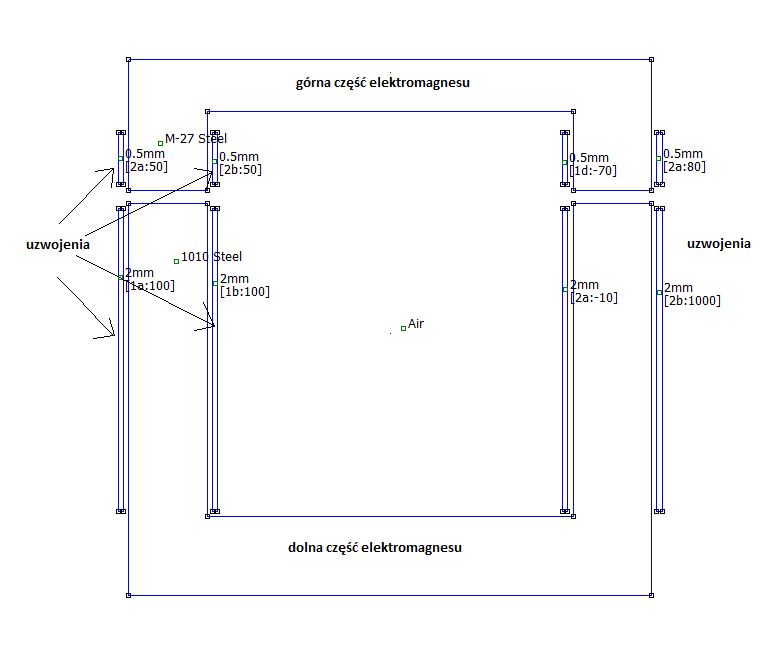 górna część elektromagnesu
M-27 Steel
0.5mm
[2a:50]
0.5mm
[2b:50]
0.5mm
[1d:-70]
0.5mm
[2a:80]
uzwojenia
uzwojenia
1010 Steel
2mm
[1a:100]
2mm
[1b:100]
2mm
[2a:-10]
2mm
[2b:1000]
Air
dolna część elektromagnesu